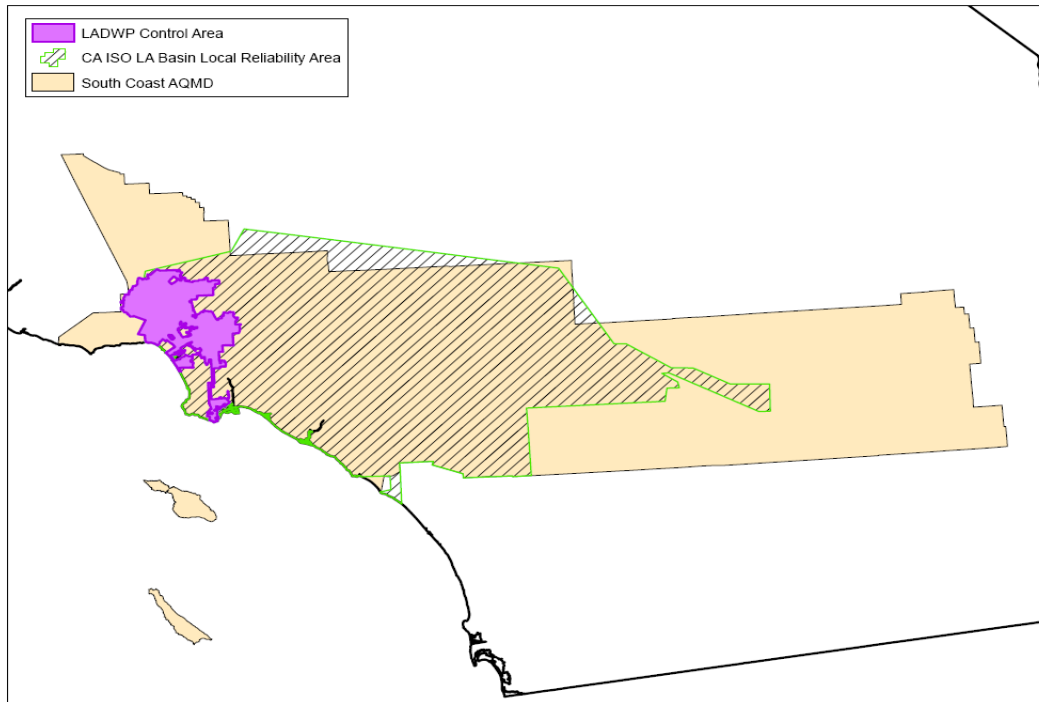 LADWP Control Area
CA ISO LA Basin Local Reliability Area
South Coast AQMD